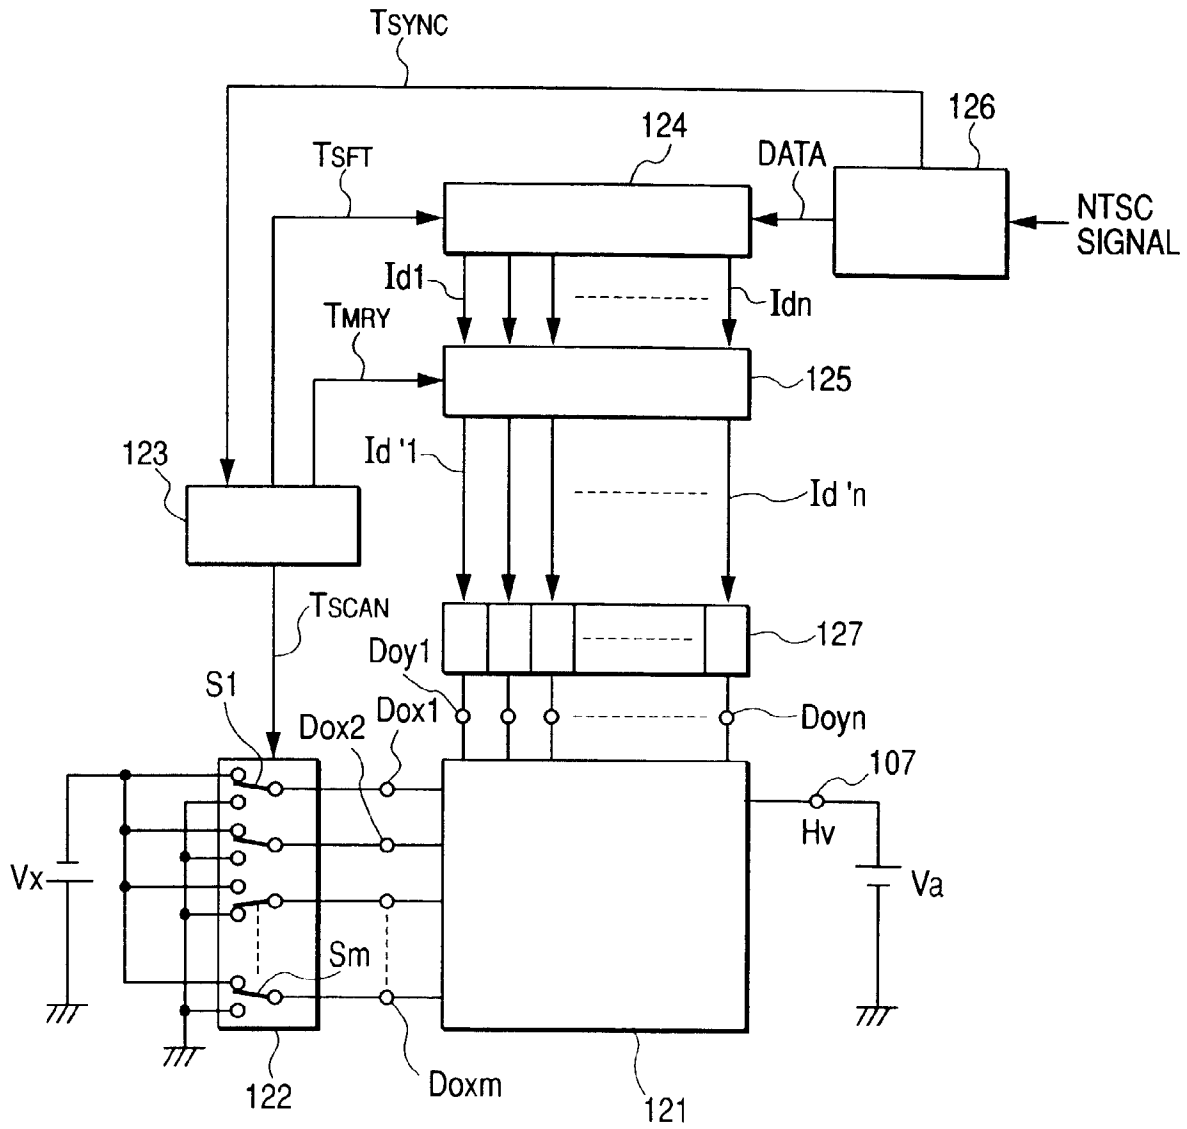 TSYNC
126
124
TSFT
DATA
NTSC
SIGNAL
Id1
Idn
TMRY
125
Id'1
123
Id'n
TSCAN
127
Doy1
S1
Dox1
Dox2
Doyn
107
Hv
Vx
Va
Sm
Doxm
122
121